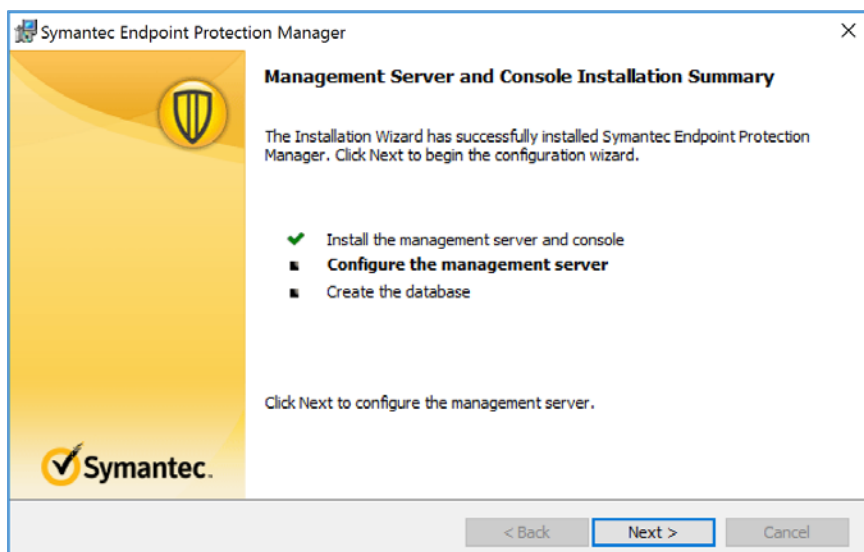 Symantec Endpoint Protection Manager
Management Server and Console Installation Summary
The Installation Wizard has successfully installed Symantec Endpoint Protection
Manager. Click Next to begin the configuration wizard.
Install the management server and console
Configure the management server
Create the database
Click Next to configure the management server.
Symantec.
< Back
Next >
Cancel